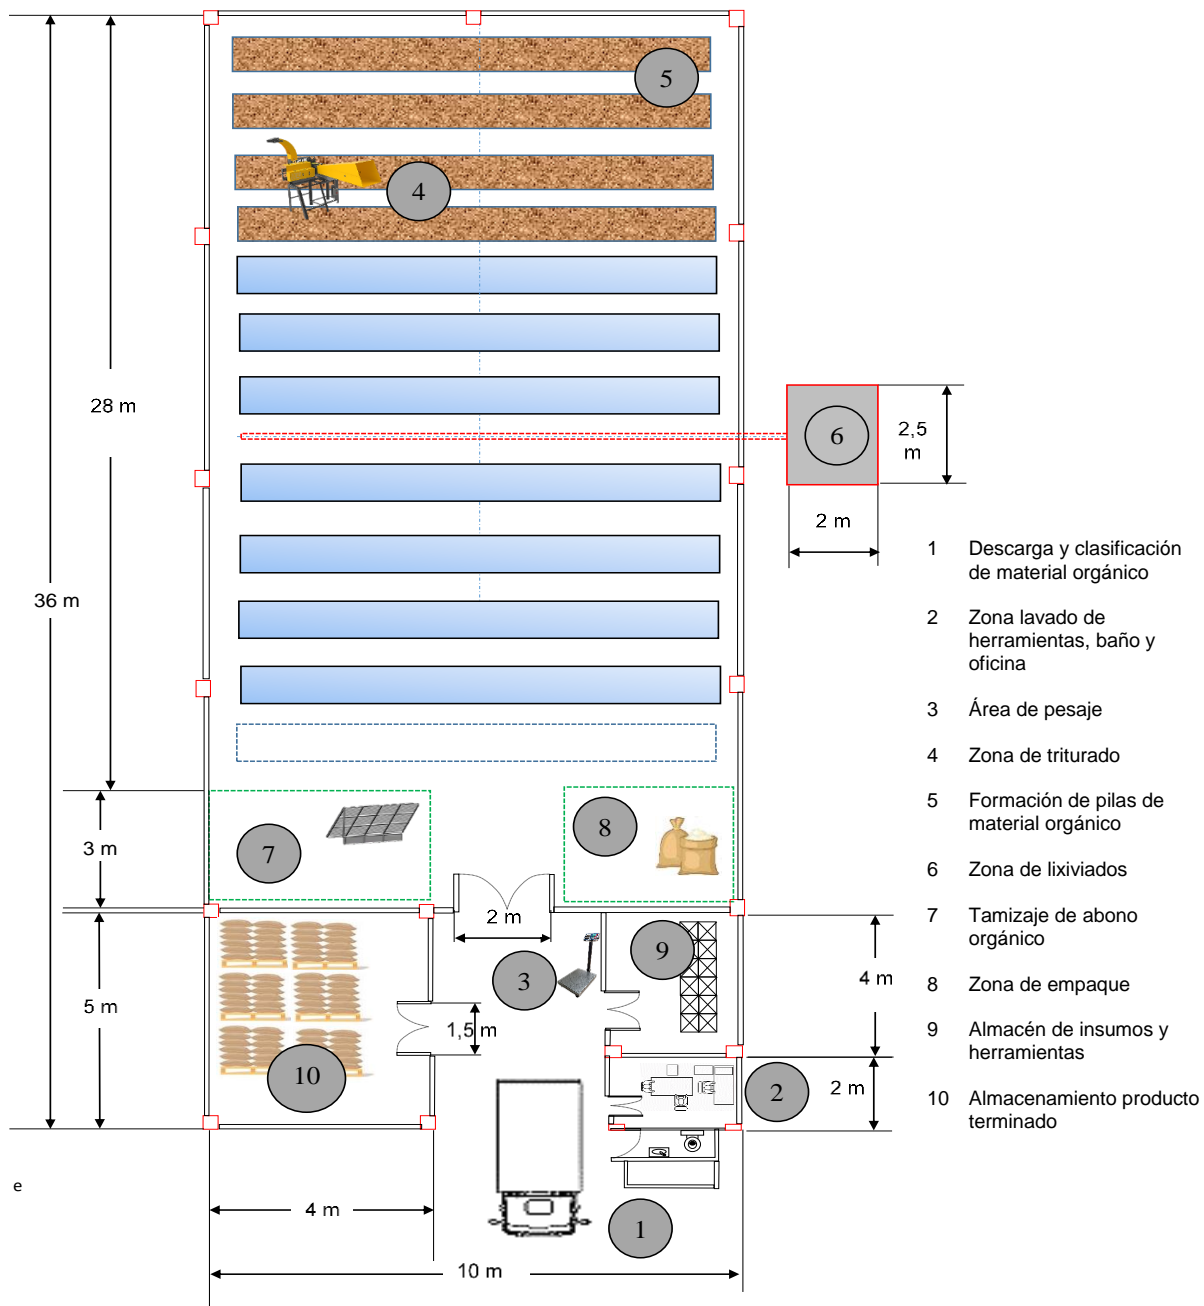 5
4
28 m
6
2,5
m
2 m
36 m
1 Descarga y clasificación
de material orgánico
2 Zona lavado de
herramientas, baño y
oficina
3 Área de pesaje
4 Zona de triturado
5 Formación de pilas de
material orgánico
6 Zona de lixiviados
7 Tamizaje de abono
orgánico
8 Zona de empaque
9 Almacén de insumos y
herramientas
10 Almacenamiento producto
terminado
7
8
3 m
2 m
9
3
4 m
5 m
1,5 m
10
2
2 m
e
4 m
1
10 m